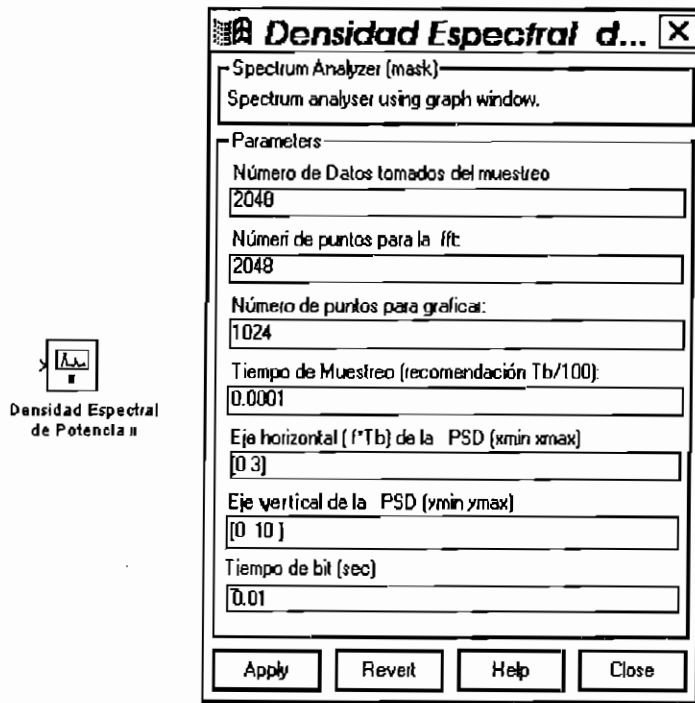 Densidad Espectral d...
Spectrum Analyzer (mask)
Spectrum analyser using graph window.
Parameters
Número de Datos tomados del muestreo
2048
Númeri de puntos para la fft:
2048
Número de puntos para graficar:
1024
Tiempo de Muestreo (recomendación Tb/100):
0.0001
Eje horizontal ( f*Tb) de la PSD (xmin xmax)
[0 3]
Eje vertical de la PSD (ymin ymax)
[0 10 ]
Tiempo de bit (sec)
0.01
Apply Revert Help Close
Densidad Espectral
de Potencia II